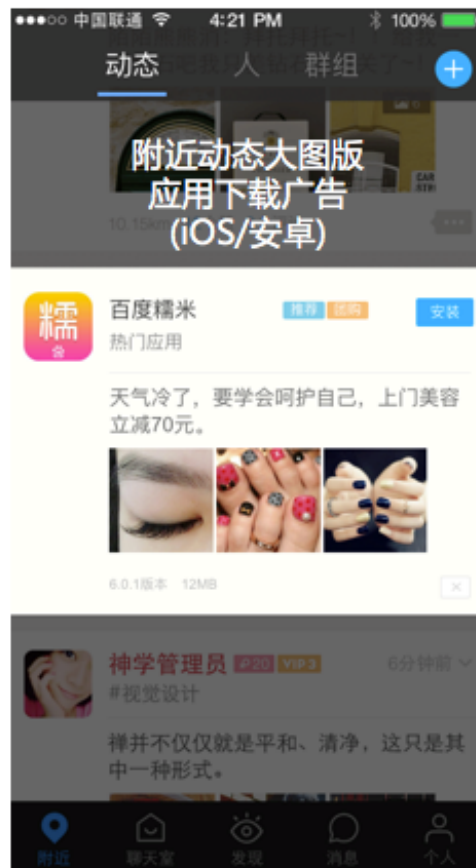 中国联通 4:21 PM 100%
动态 人 群组
附近动态大图版
应用下载广告
(iOS/安卓)
10.15km
糯
百度糯米 推荐 团购 安装
热门应用
天气冷了，要学会呵护自己，上门美容
立减70元。
6.0.1版本 12MB
神学管理员 20 VIP3 6分钟前
#视觉设计
禅并不仅仅就是平和、清净，这只是其
中一种形式。
附近 聊天室 发现 消息 个人